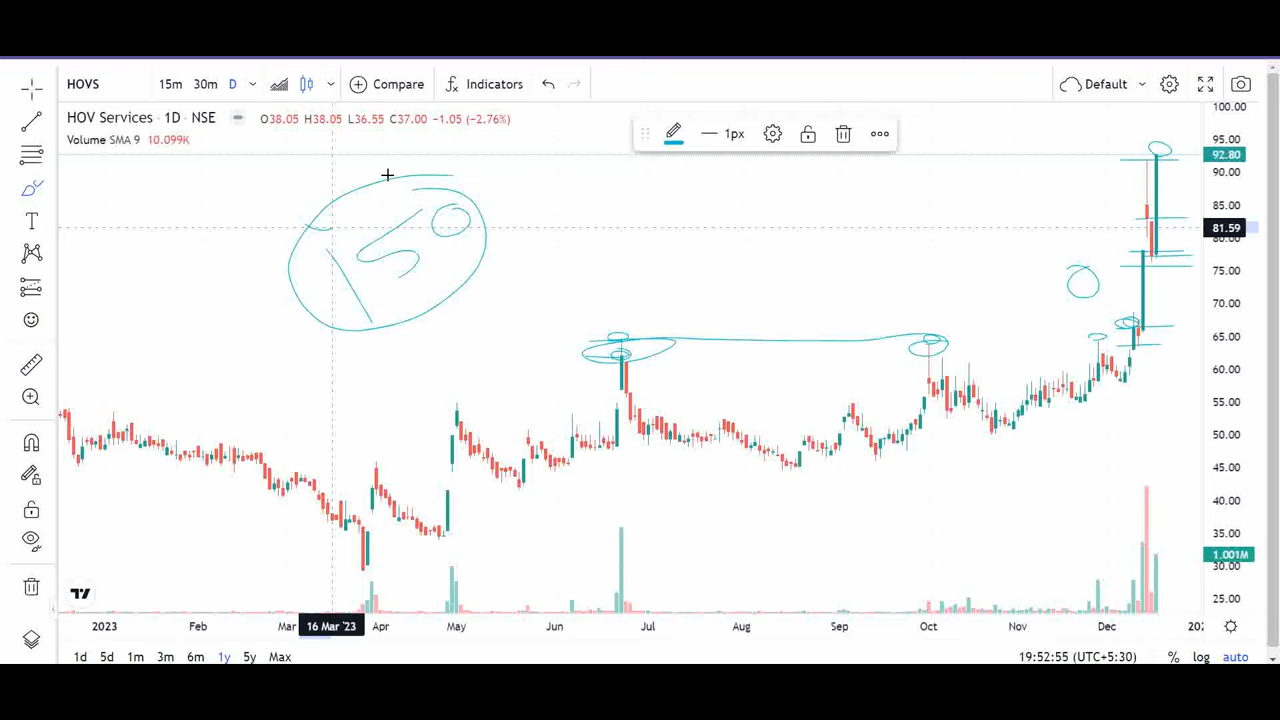 HOVS 15m 30m D Compare Indicators Default
HOV Services · 1D · NSE O38.05 H38.05 L36.55 C37.00 −1.05 (−2.76%)
Volume SMA 9 10.099K
1px
150
100.00
95.00
92.80
90.00
85.00
81.59
80.00
75.00
70.00
65.00
60.00
55.00
50.00
45.00
40.00
35.00
1.001M
30.00
25.00
2023 Feb Mar 16 Mar '23 Apr May Jun Jul Aug Sep Oct Nov Dec 202
1d 5d 1m 3m 6m 1y 5y Max 19:52:55 (UTC+5:30) % log auto